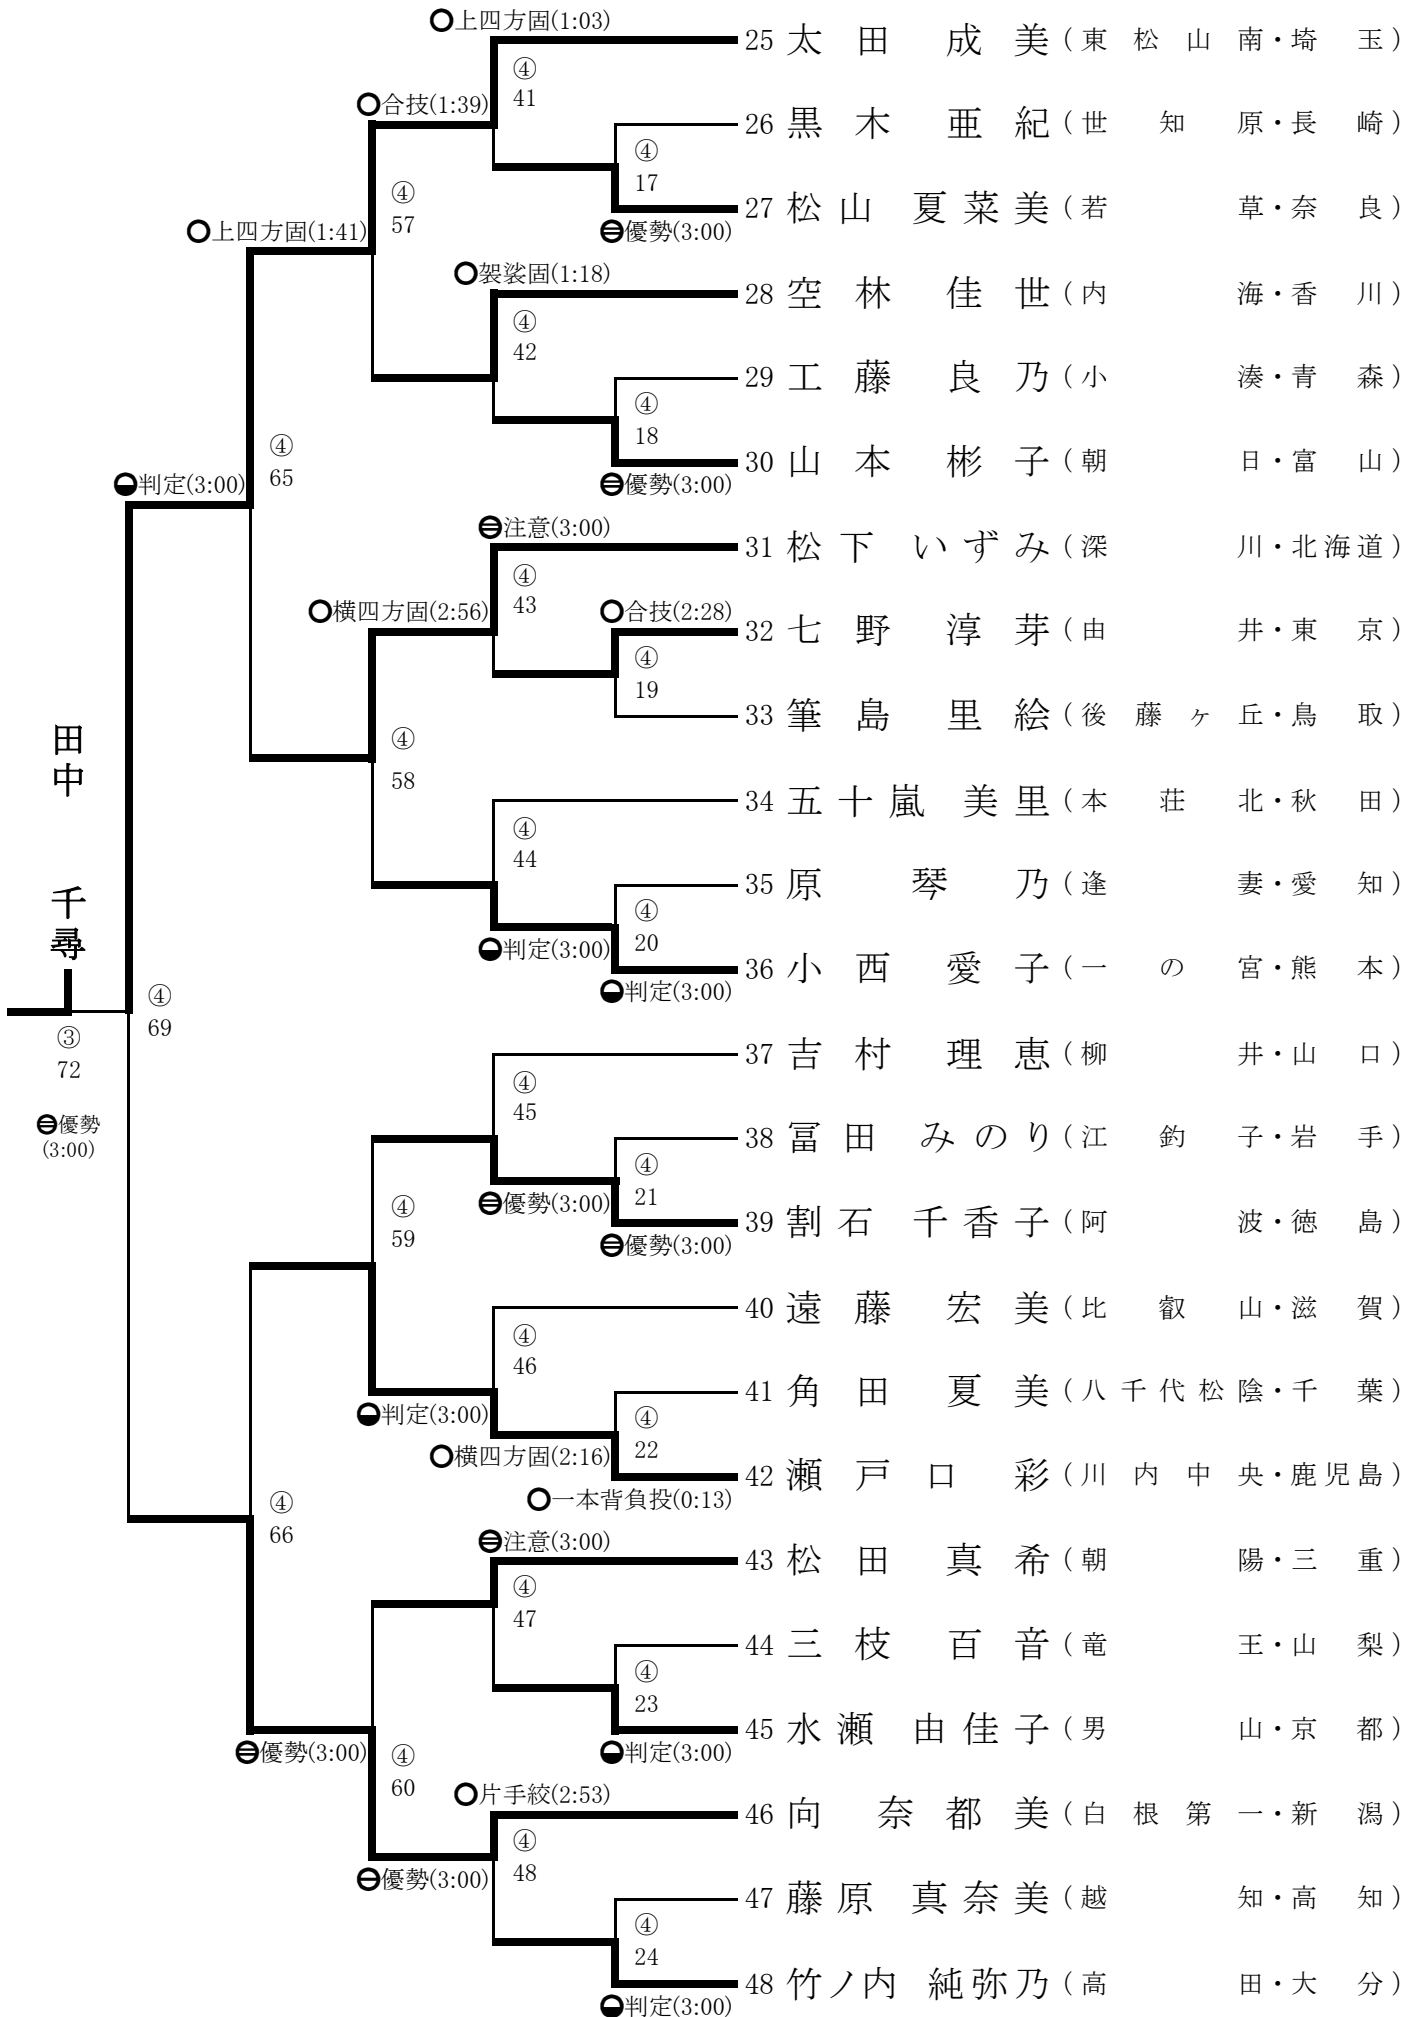 ○上四方固(1:03)
25 太田成美(東松山南・埼玉)
④
41
○合技(1:39)
26 黒木亜紀(世知原・長崎)
④
17
④
57
27 松山夏菜美(若草・奈良)
○上四方固(1:41)
優勢(3:00)
○袈裟固(1:18)
28 空林佳世(内海・香川)
④
42
29 工藤良乃(小湊・青森)
④
18
④
65
30 山本彬子(朝日・富山)
判定(3:00)
優勢(3:00)
注意(3:00)
31 松下いずみ(深川・北海道)
④
43
○横四方固(2:56)
○合技(2:28)
32 七野淳芽(由井・東京)
④
19
33 筆島里絵(後藤ヶ丘・鳥取)
④
58
田中千尋
34 五十嵐美里(本荘北・秋田)
④
44
35 原琴乃(逢妻・愛知)
④
20
判定(3:00)
36 小西愛子(一の宮・熊本)
判定(3:00)
④
69
③
72
37 吉村理恵(柳井・山口)
④
45
優勢
(3:00)
38 冨田みのり(江釣子・岩手)
④
21
優勢(3:00)
④
59
39 割石千香子(阿波・徳島)
優勢(3:00)
40 遠藤宏美(比叡山・滋賀)
④
46
41 角田夏美(八千代松陰・千葉)
判定(3:00)
④
22
○横四方固(2:16)
42 瀬戸口彩(川内中央・鹿児島)
○一本背負投(0:13)
④
66
注意(3:00)
43 松田真希(朝陽・三重)
④
47
44 三枝百音(竜王・山梨)
④
23
45 水瀬由佳子(男山・京都)
優勢(3:00)
判定(3:00)
④
60
○片手絞(2:53)
46 向奈都美(白根第一・新潟)
④
48
優勢(3:00)
47 藤原真奈美(越知・高知)
④
24
48 竹ノ内純弥乃(高田・大分)
判定(3:00)